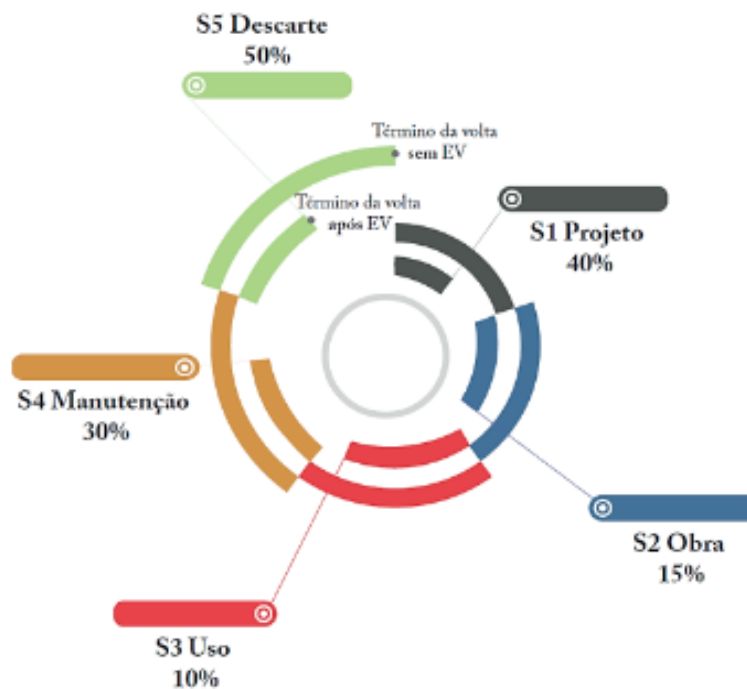 S5 Descarte
50%
Término da volta
sem EV
Término da volta
após EV
S1 Projeto
40%
S4 Manutenção
30%
S2 Obra
15%
S3 Uso
10%